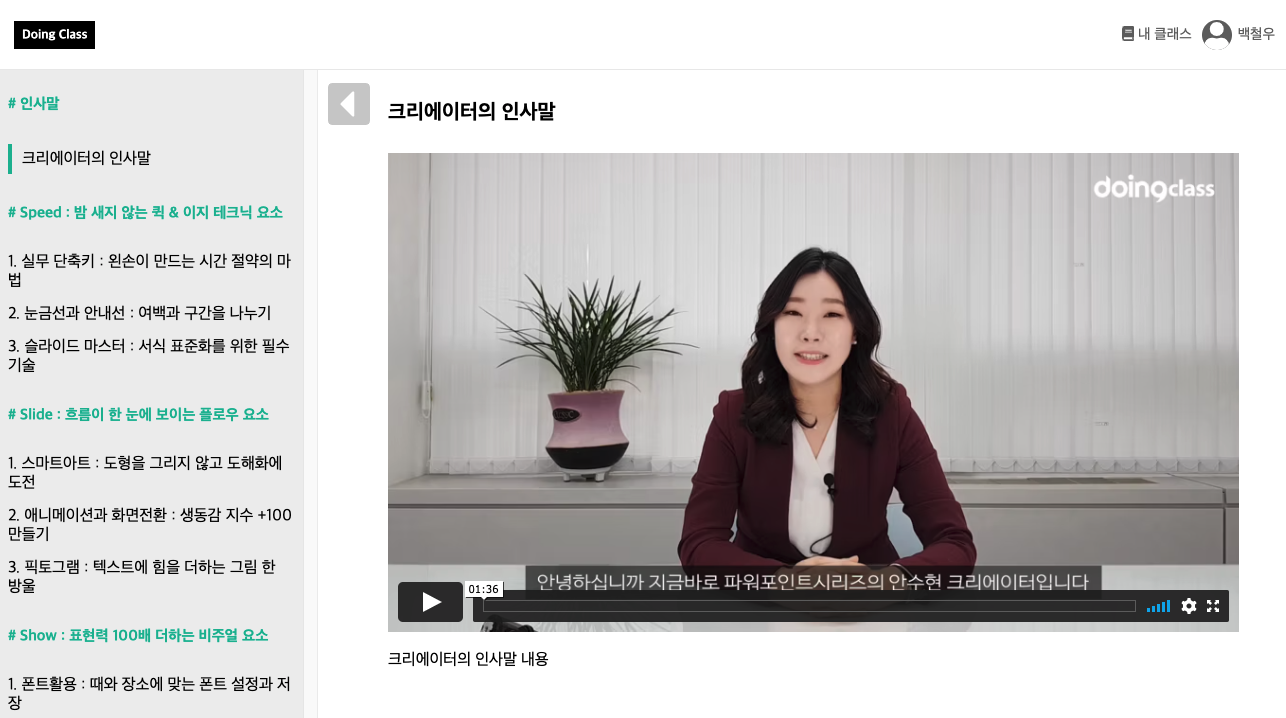 Doing Class
내 클래스
백철우
# 인사말
크리에이터의 인사말
# Speed : 밤 새지 않는 퀵 & 이지 테크닉 요소
1. 실무 단축키 : 왼손이 만드는 시간 절약의 마
법
2. 눈금선과 안내선 : 여백과 구간을 나누기
3. 슬라이드 마스터 : 서식 표준화를 위한 필수
기술
# Slide : 흐름이 한 눈에 보이는 플로우 요소
1. 스마트아트 : 도형을 그리지 않고 도해화에
도전
2. 애니메이션과 화면전환 : 생동감 지수 +100
만들기
3. 픽토그램 : 텍스트에 힘을 더하는 그림 한
방울
# Show : 표현력 100배 더하는 비주얼 요소
1. 폰트활용 : 때와 장소에 맞는 폰트 설정과 저
장
크리에이터의 인사말
doingclass
안녕하십니까 지금바로 파워포인트시리즈의 안수현 크리에이터입니다
01:36
크리에이터의 인사말 내용